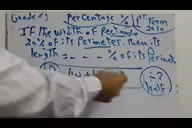 Grade 6 Percentage % 1st Term
2020
If the width of Rectangle
20% of its Perimeter. then its
length = - - - % of its Perimeter
half